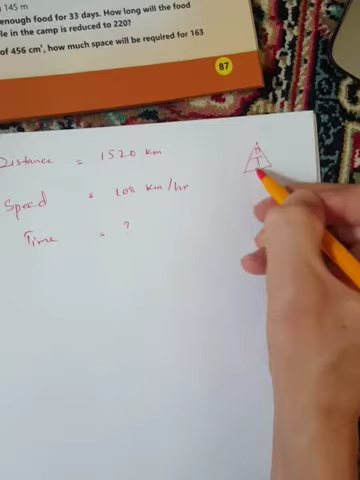 145 m
enough food for 33 days. How long will the food
le in the camp is reduced to 220?
of 456 cm³, how much space will be required for 163
87
Distance = 1520 km
Speed = 100 km/hr
Time = ?
D
T